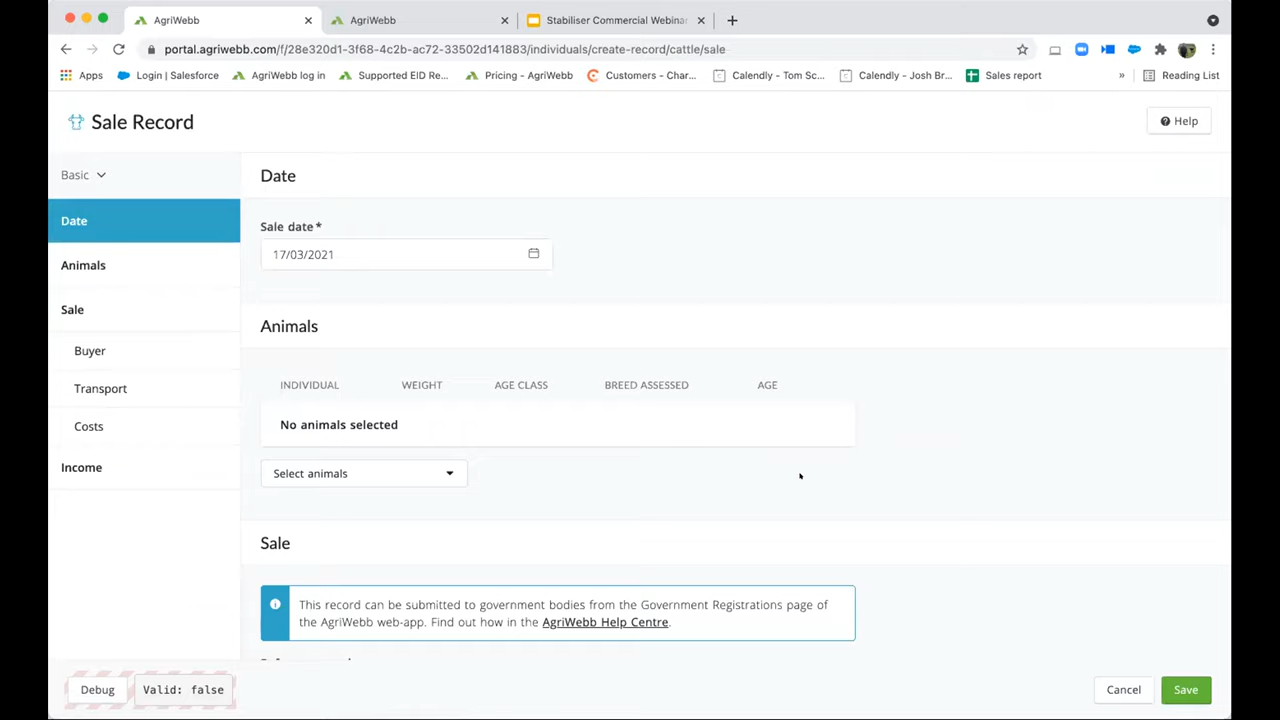 AgriWebb
AgriWebb
Stabiliser Commercial Webina
portal.agriwebb.com/f/28e320d1-3f68-4c2b-ac72-33502d141883/individuals/create-record/cattle/sale
Apps
Login | Salesforce
AgriWebb log in
Supported EID Re...
Pricing - AgriWebb
Customers - Char...
Calendly - Tom Sc...
Calendly - Josh Br...
Sales report
»
Reading List
Sale Record
Help
Basic
Date
Animals
Sale
Buyer
Transport
Costs
Income
Date
Sale date*
17/03/2021
Animals
INDIVIDUAL WEIGHT AGE CLASS BREED ASSESSED AGE
No animals selected
Select animals
Sale
This record can be submitted to government bodies from the Government Registrations page of
the AgriWebb web-app. Find out how in the AgriWebb Help Centre.
Debug
Valid: false
Cancel
Save